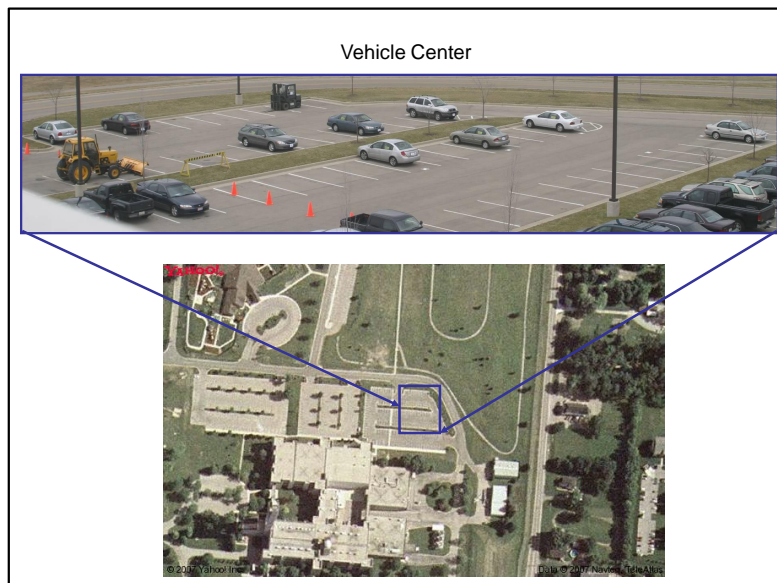 Vehicle Center
YAHOO!
© 2007 Yahoo! Inc.
Data © 2007 Navteq, TeleAtlas